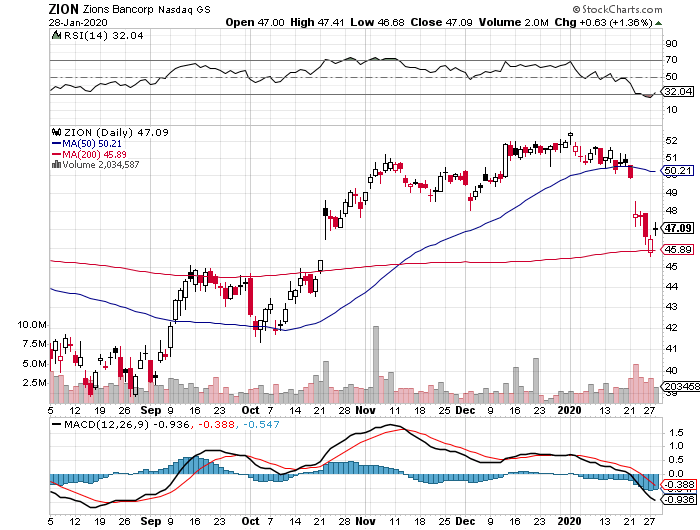 ZION Zions Bancorp Nasdaq GS
© StockCharts.com
28-Jan-2020
Open 47.00 High 47.41 Low 46.68 Close 47.09 Volume 2.0M Chg +0.63 (+1.36%)
RSI(14) 32.04
90
70
50
32.04
10
ZION (Daily) 47.09
MA(50) 50.21
MA(200) 45.89
Volume 2,034,587
52
51
50.21
49
48
47.09
45.89
45
44
43
42
41
40
39
10.0M
7.5M
5.0M
2.5M
2034587
5 12 19 26 Sep 9 16 23 Oct 7 14 21 28 Nov 11 18 25 Dec 9 16 23 2020 13 21 27
MACD(12,26,9) -0.936, -0.388, -0.547
1.5
1.0
0.5
0.0
-0.388
-0.936
5 12 19 26 Sep 9 16 23 Oct 7 14 21 28 Nov 11 18 25 Dec 9 16 23 2020 13 21 27